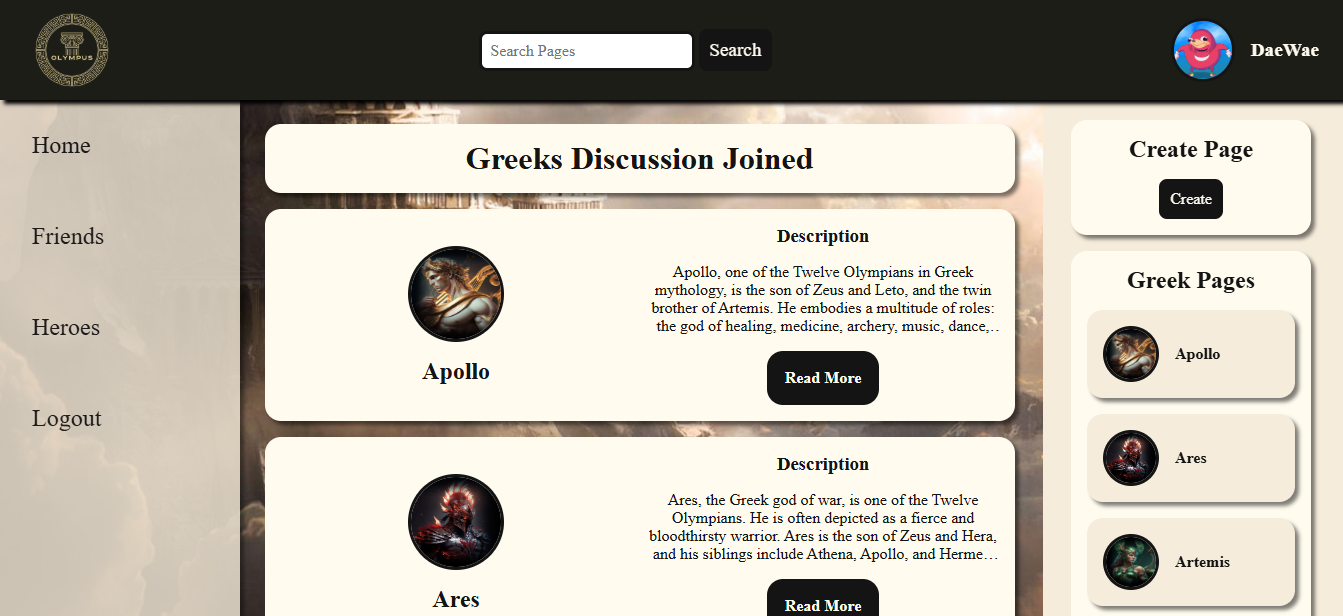 OLYMPUS
Search Pages
Search
DaeWae
Home
Friends
Heroes
Logout
Greeks Discussion Joined
Apollo
Description
Apollo, one of the Twelve Olympians in Greek
mythology, is the son of Zeus and Leto, and the twin
brother of Artemis. He embodies a multitude of roles:
the god of healing, medicine, archery, music, dance,..
Read More
Ares
Description
Ares, the Greek god of war, is one of the Twelve
Olympians. He is often depicted as a fierce and
bloodthirsty warrior. Ares is the son of Zeus and Hera,
and his siblings include Athena, Apollo, and Herme…
Read More
Create Page
Create
Greek Pages
Apollo
Ares
Artemis